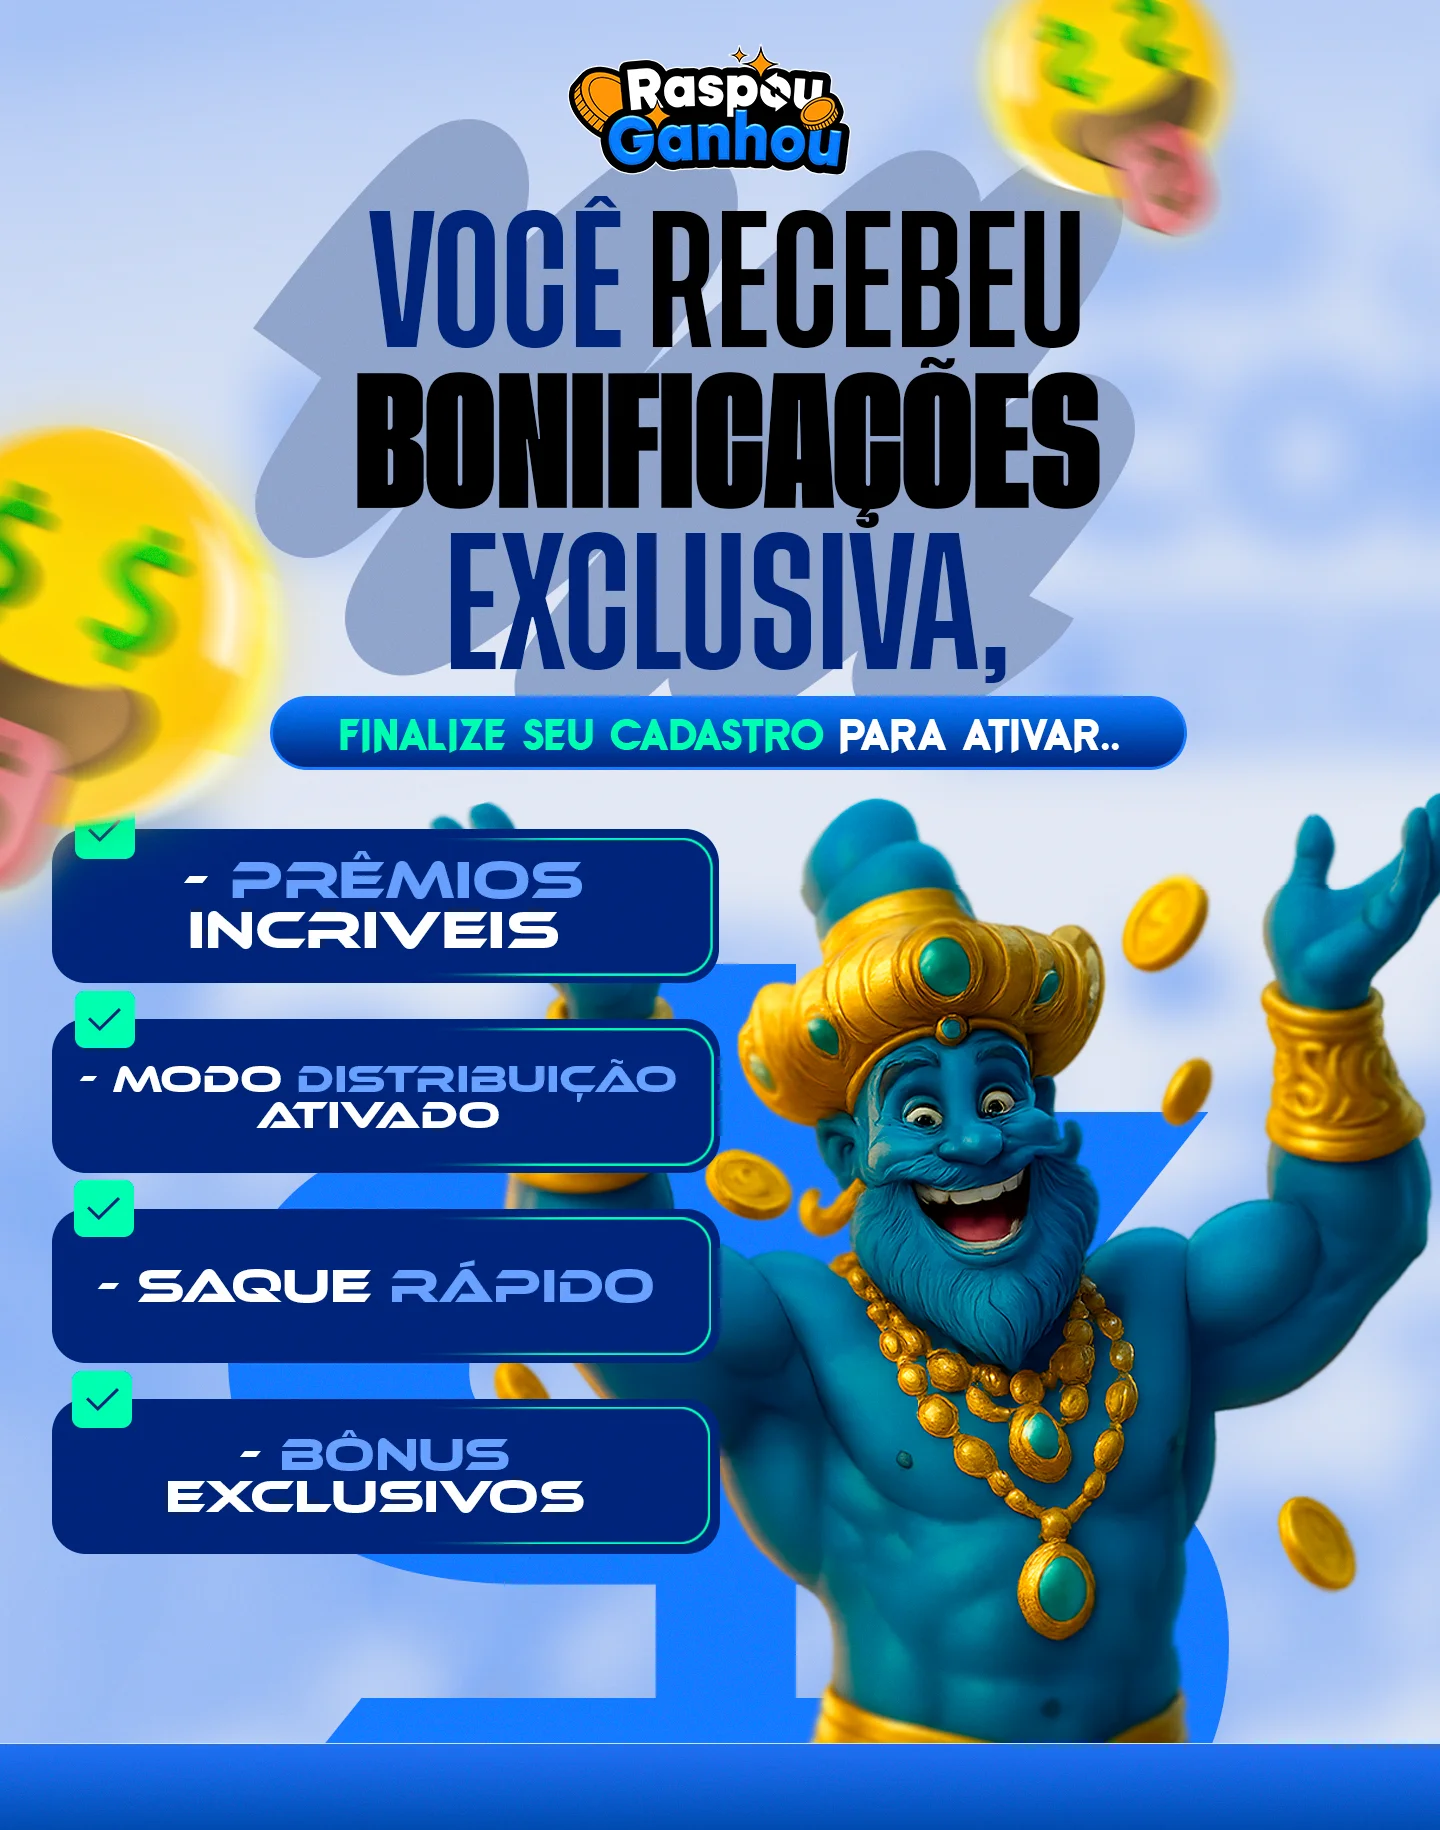 Raspou
Ganhou
VOCÊ RECEBEU
BONIFICAÇÕES
EXCLUSIVA,
FINALIZE SEU CADASTRO PARA ATIVAR..
- PRÊMIOS
INCRIVEIS
- MODO DISTRIBUIÇÃO
ATIVADO
- SAQUE RÁPIDO
- BÔNUS
EXCLUSIVOS